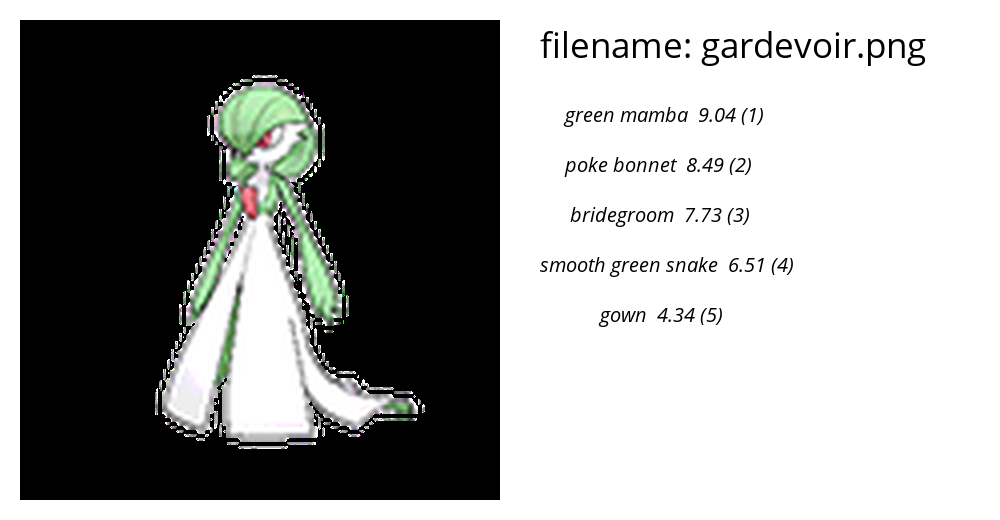 filename: gardevoir.png
green mamba 9.04 (1)
poke bonnet 8.49 (2)
bridegroom 7.73 (3)
smooth green snake 6.51 (4)
gown 4.34 (5)